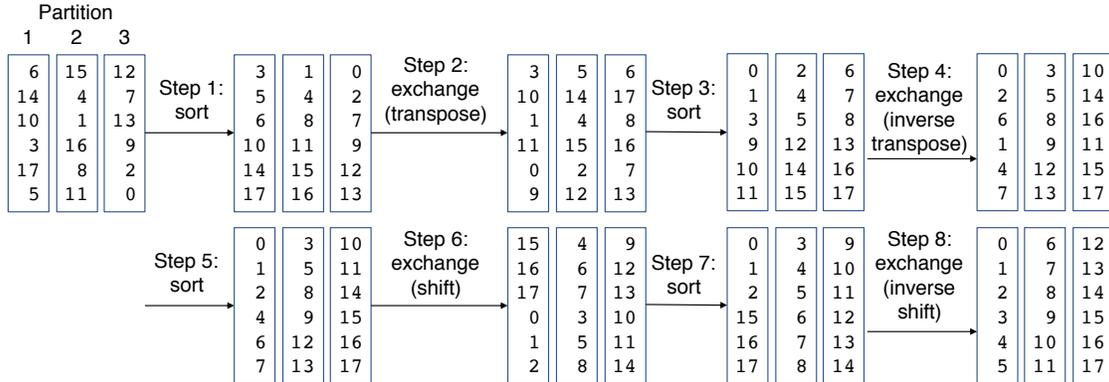 Partition
1 2 3
6 15 12 3 1 0 3 5 6 0 2 6 0 3 10
14 4 7 5 4 2 10 14 17 1 4 7 2 5 14
10 1 13 6 8 7 1 4 8 3 5 8 6 8 16
3 16 9 10 11 9 11 15 16 9 12 13 1 9 11
17 8 2 14 15 12 0 2 7 10 14 16 4 12 15
5 11 0 17 16 13 9 12 13 11 15 17 7 13 17
Step 1:
sort
Step 2:
exchange
(transpose)
Step 3:
sort
Step 4:
exchange
(inverse
transpose)
0 3 10 15 4 9 0 3 9 0 6 12
1 5 11 16 6 12 1 4 10 1 7 13
2 8 14 17 7 13 2 5 11 2 8 14
4 9 15 0 3 10 15 6 12 3 9 15
6 12 16 1 5 11 16 7 13 4 10 16
7 13 17 2 8 14 17 8 14 5 11 17
Step 5:
sort
Step 6:
exchange
(shift)
Step 7:
sort
Step 8:
exchange
(inverse
shift)